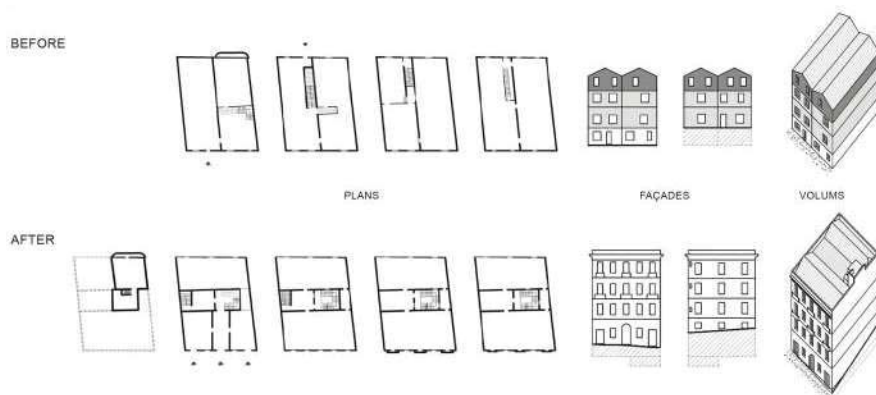 BEFORE
PLANS
FAÇADES
VOLUMS
AFTER